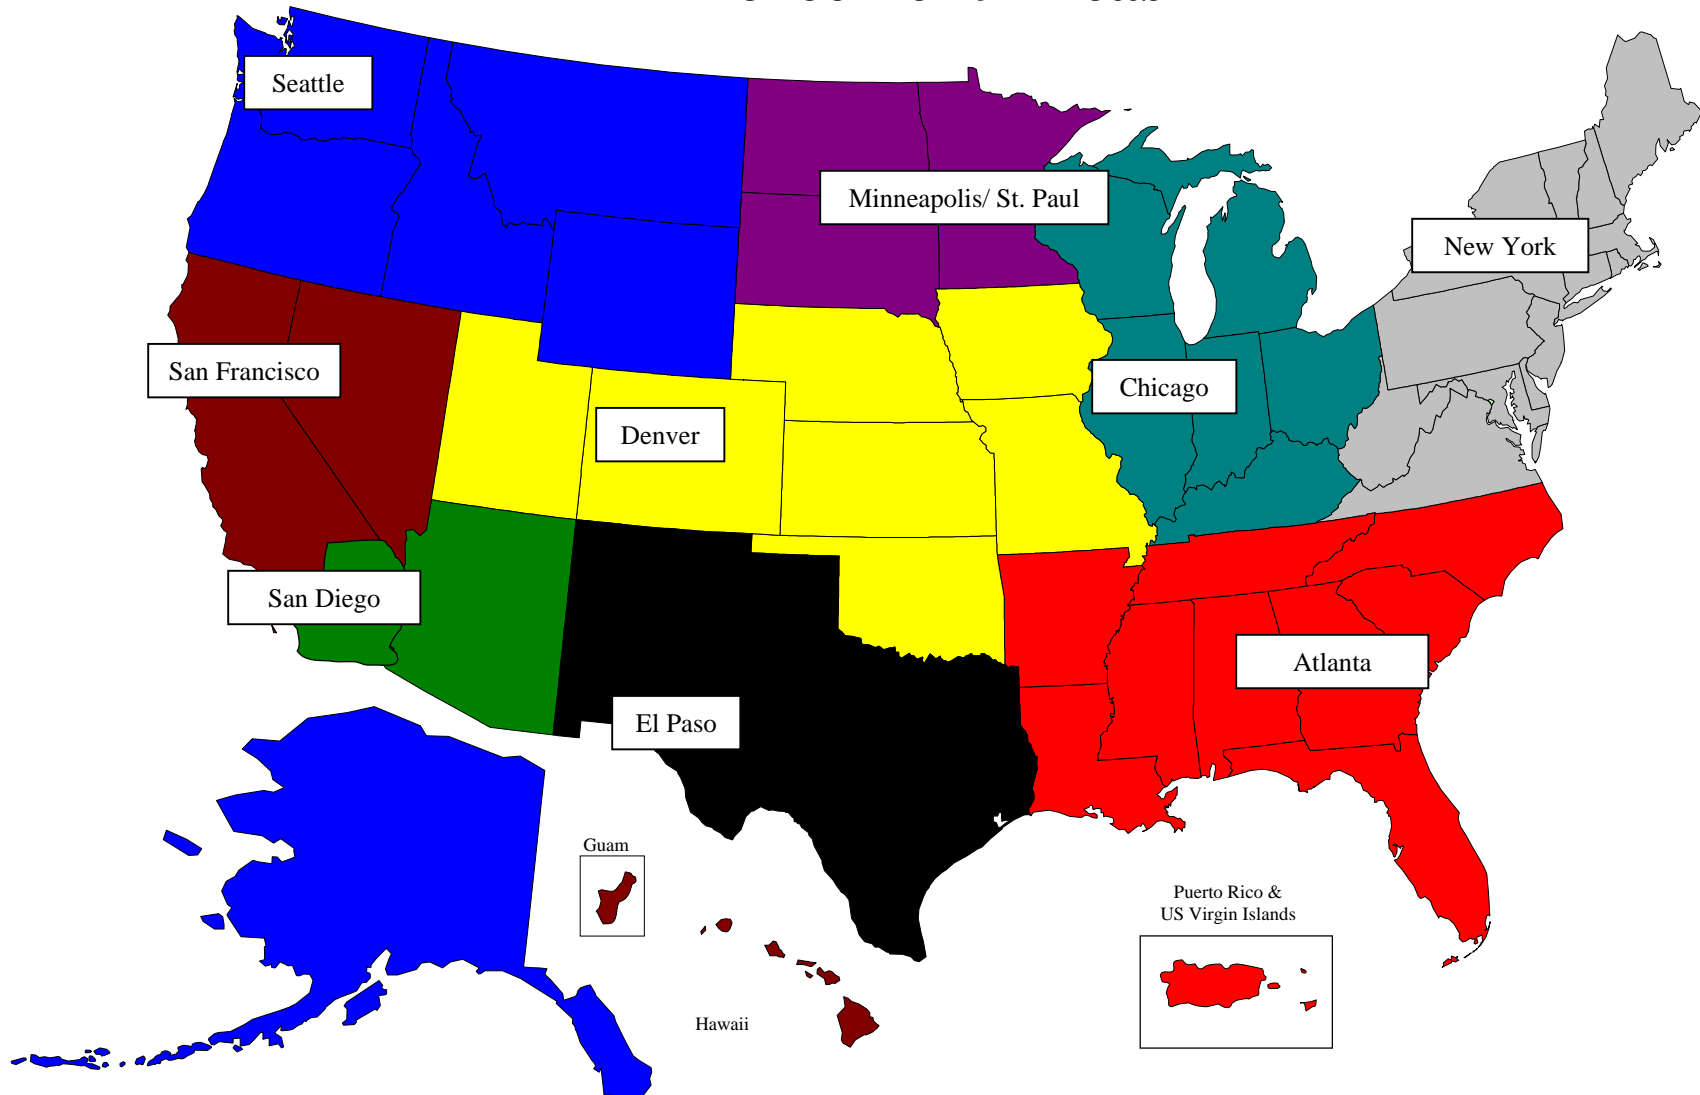 Seattle
Minneapolis/ St. Paul
New York
San Francisco
Chicago
Denver
San Diego
Atlanta
El Paso
Guam
Puerto Rico &
US Virgin Islands
Hawaii